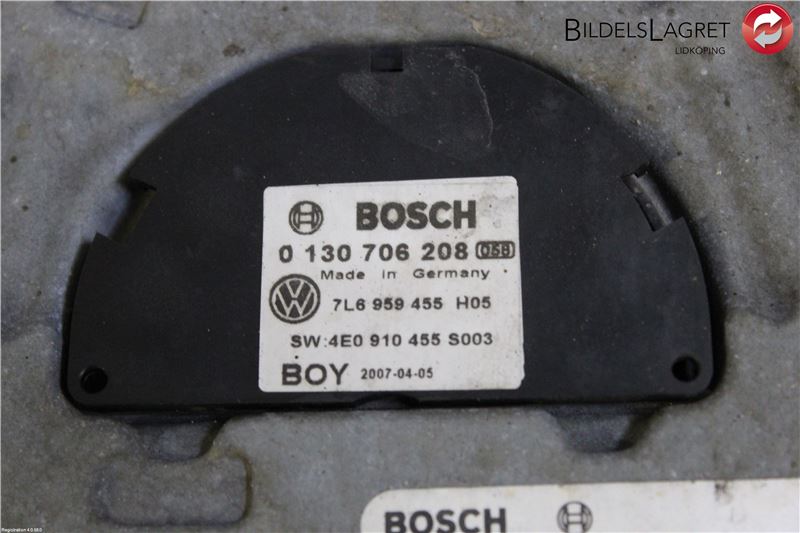 BILDELSLAGRET
LIDKÖPING
BOSCH
0 130 706 208 05B
Made in Germany
7L6 959 455 H05
SW:4E0 910 455 S003
BOY 2007-04-05
BOSCH